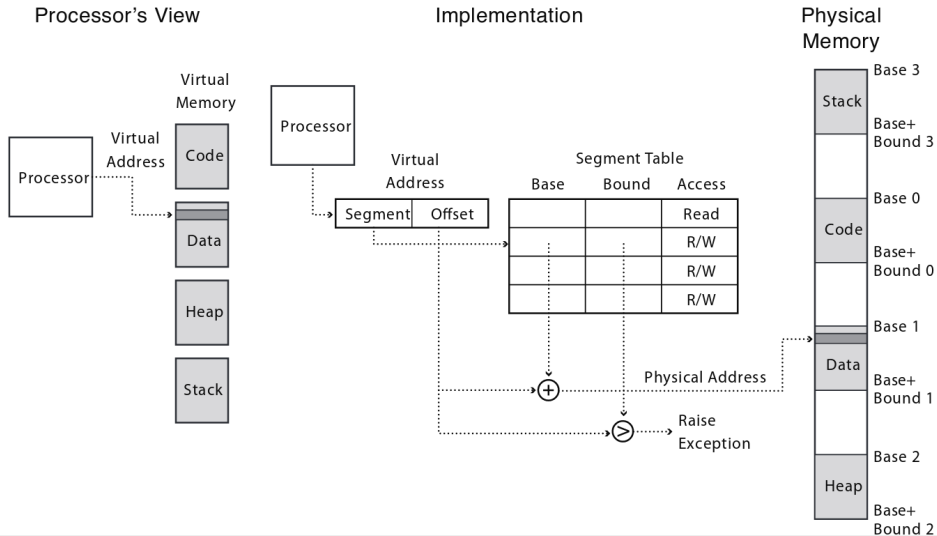 Processor's View
Implementation
Physical
Memory
Virtual
Memory
Processor
Virtual
Address
Code
Data
Heap
Stack
Processor
Virtual
Address
Segment
Offset
Segment Table
Base
Bound
Access
Read
R/W
R/W
R/W
Physical Address
+
>
Raise
Exception
Base 3
Stack
Base+
Bound 3
Base 0
Code
Base+
Bound 0
Base 1
Data
Base+
Bound 1
Base 2
Heap
Base+
Bound 2